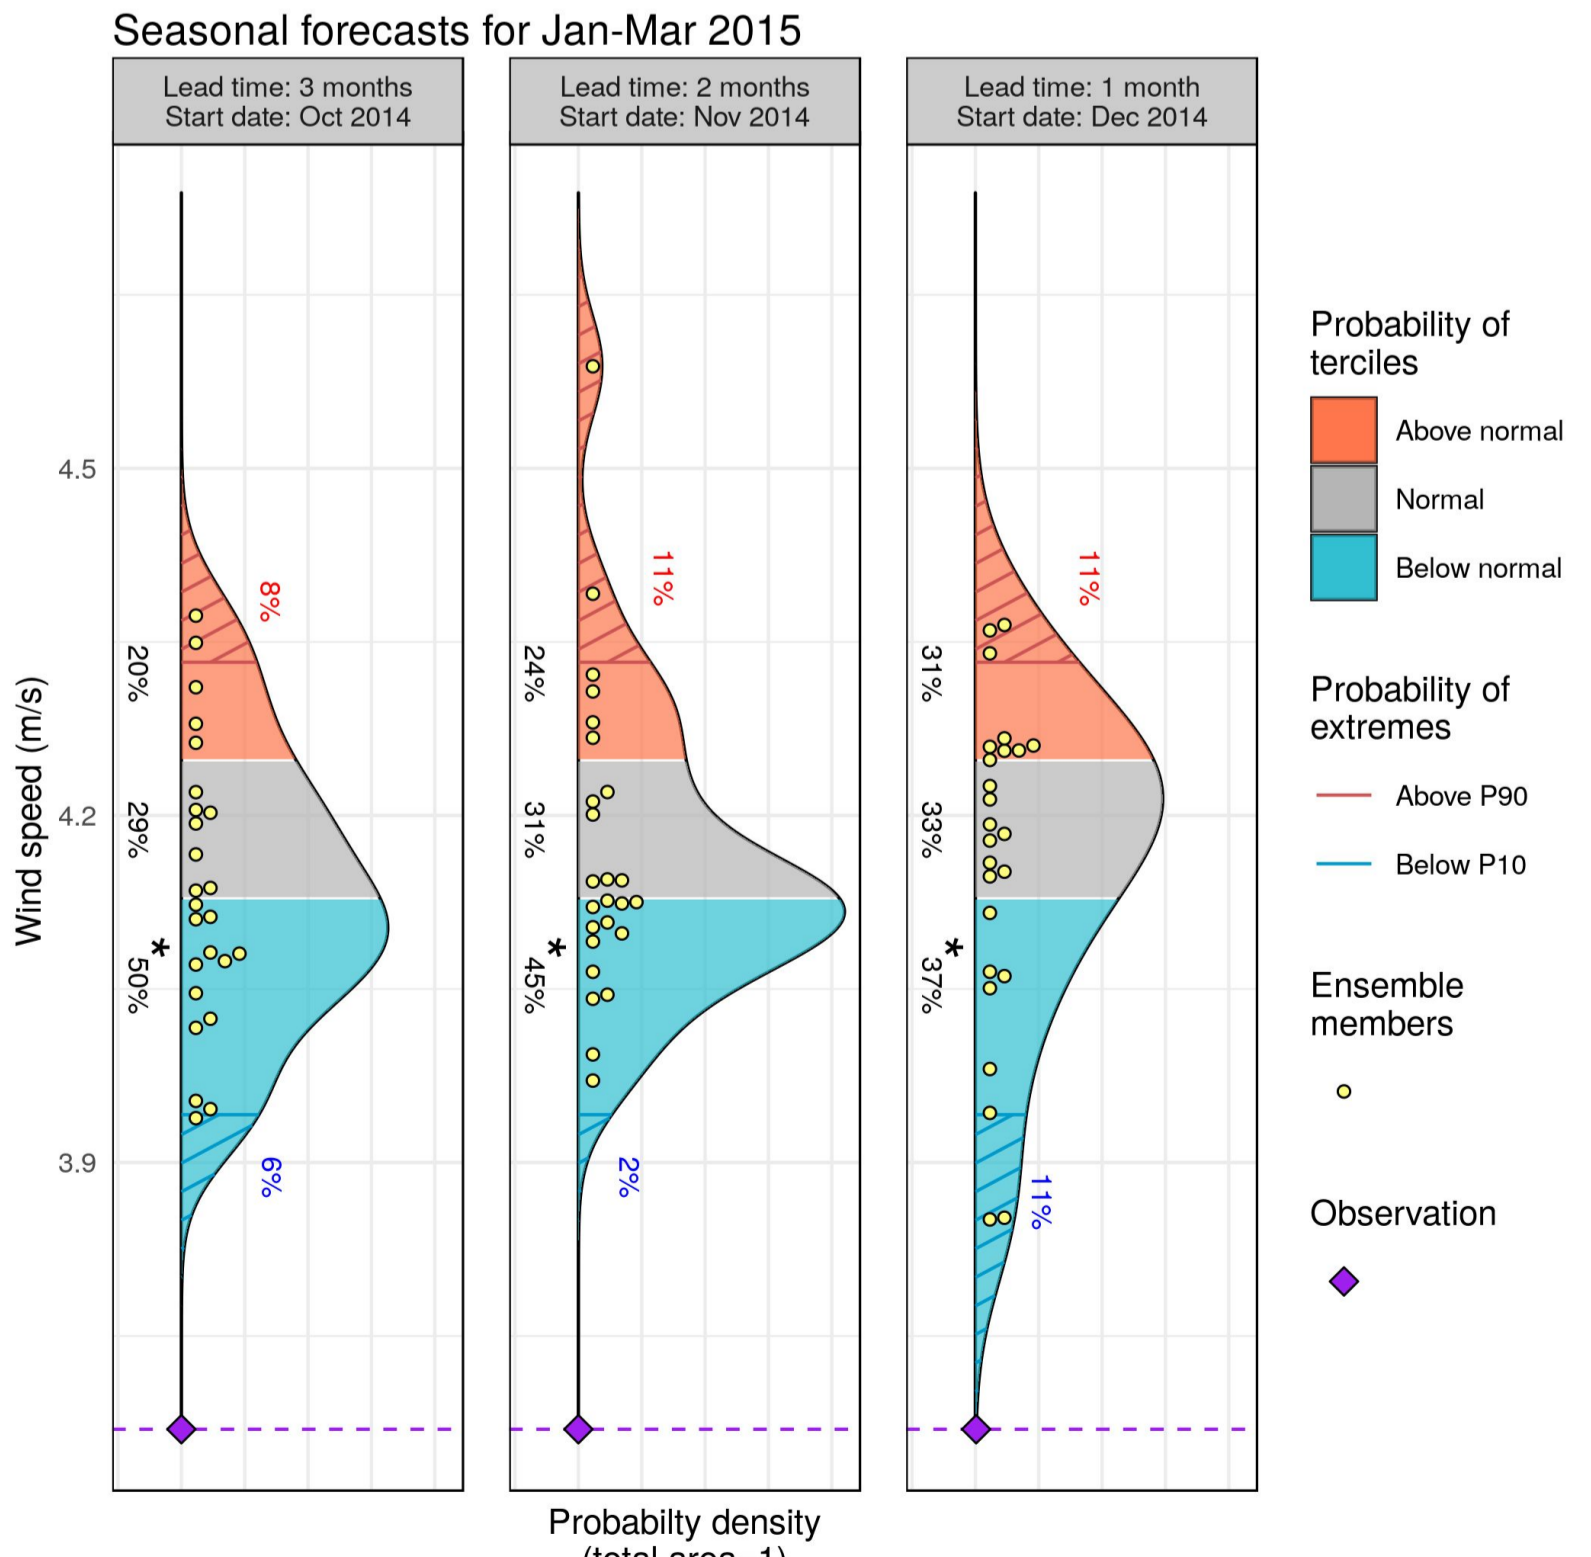 Seasonal forecasts for Jan-Mar 2015
Lead time: 3 months
Start date: Oct 2014
Lead time: 2 months
Start date: Nov 2014
Lead time: 1 month
Start date: Dec 2014
Wind speed (m/s)
4.5
4.2
3.9
8%
20%
29%
*
50%
6%
11%
24%
31%
*
45%
2%
11%
31%
33%
*
37%
11%
Probabilty density
(total area=1)
Probability of
terciles
Above normal
Normal
Below normal
Probability of
extremes
Above P90
Below P10
Ensemble
members
Observation